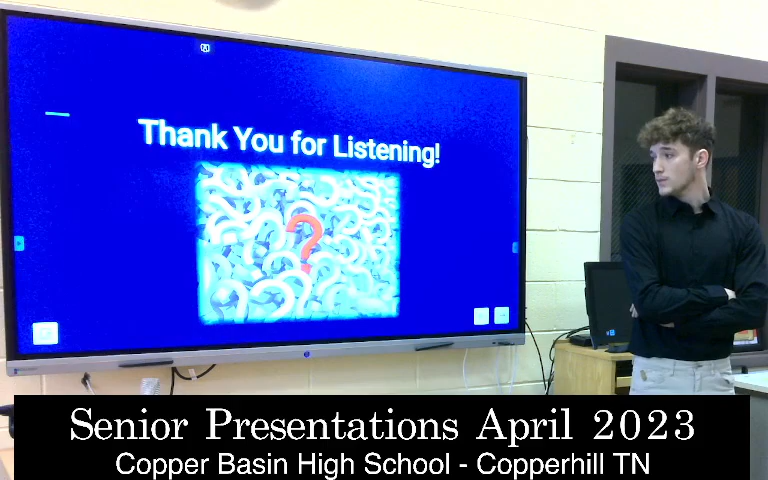 Thank You for Listening!
?
Senior Presentations April 2023
Copper Basin High School - Copperhill TN